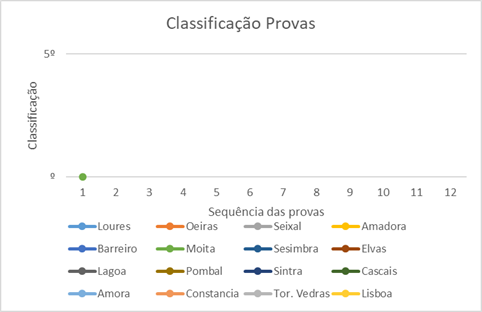 Classificação Provas
5º
Classificação
º
1 2 3 4 5 6 7 8 9 10 11 12
Sequência das provas
Loures Oeiras Seixal Amadora
Barreiro Moita Sesimbra Elvas
Lagoa Pombal Sintra Cascais
Amora Constancia Tor. Vedras Lisboa